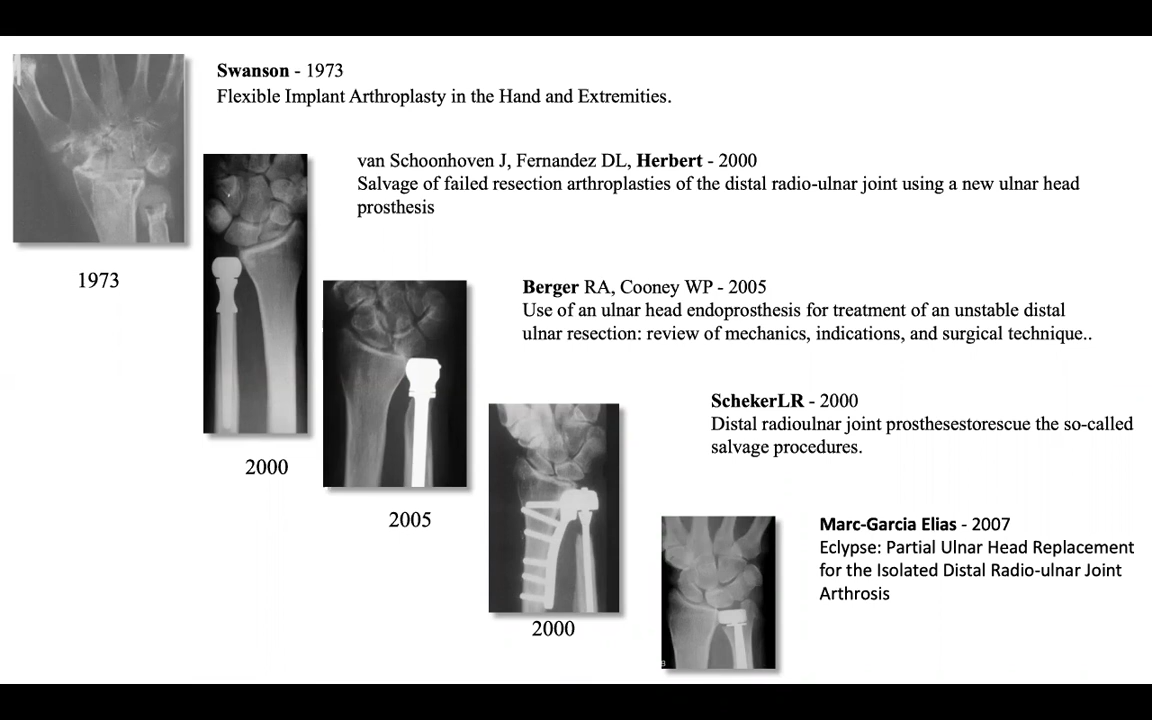 Swanson - 1973
Flexible Implant Arthroplasty in the Hand and Extremities.
1973
van Schoonhoven J, Fernandez DL, Herbert - 2000
Salvage of failed resection arthroplasties of the distal radio-ulnar joint using a new ulnar head
prosthesis
2000
Berger RA, Cooney WP - 2005
Use of an ulnar head endoprosthesis for treatment of an unstable distal
ulnar resection: review of mechanics, indications, and surgical technique..
2005
SchekerLR - 2000
Distal radioulnar joint prosthesestorescue the so-called
salvage procedures.
2000
Marc-Garcia Elias - 2007
Eclypse: Partial Ulnar Head Replacement
for the Isolated Distal Radio-ulnar Joint
Arthrosis